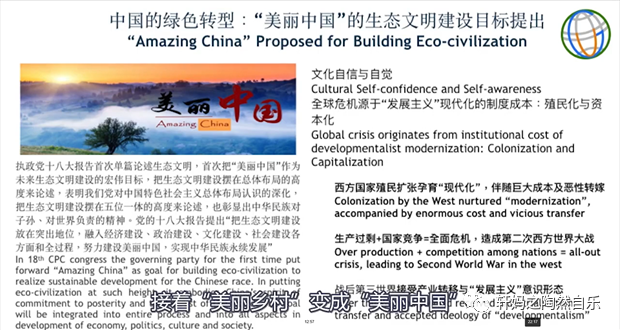 中国的绿色转型：“美丽中国”的生态文明建设目标提出
“Amazing China” Proposed for Building Eco-civilization
美丽中国
Amazing China
执政党十八大报告首次单篇论述生态文明，首次把“美丽中国”作为
未来生态文明建设的宏伟目标，把生态文明建设摆在总体布局的高
度来论述，表明我们党对中国特色社会主义总体布局认识的深化，
把生态文明建设摆在五位一体的高度来论述，也彰显出中华民族对
子孙、对世界负责的精神。党的十八大报告提出“把生态文明建设
放在突出地位，融入经济建设、政治建设、文化建设、社会建设各
方面和全过程，努力建设美丽中国，实现中华民族永续发展”
In 18th CPC congress the governing party for the first time put
forward “Amazing China” as goal for building eco-civilization to
realize sustainable development for the Chinese race. In putting
eco-civilization at such
commitment to posterity and
will be integrated into entire process and into all aspects in
development of economy, politics, culture and society.
文化自信与自觉
Cultural Self-confidence and Self-awareness
全球危机源于“发展主义”现代化的制度成本：殖民化与资
本化
Global crisis originates from institutional cost of
developmentalist modernization: Colonization and
Capitalization
西方国家殖民扩张孕育“现代化”，伴随巨大成本及恶性转嫁
Colonization by the West nurtured “modernization”,
accompanied by enormous cost and vicious transfer
生产过剩+国家竞争=全面危机，造成第二次西方世界大战
Over production + competition among nations = all-out
crisis, leading to Second World War in the west
战后第三世界接受产业转移与“发展主义”意识形态
transfer and accepted ideology of “developmentalism”
接着“美丽乡村”变成“美丽中国”
12:57
22:17